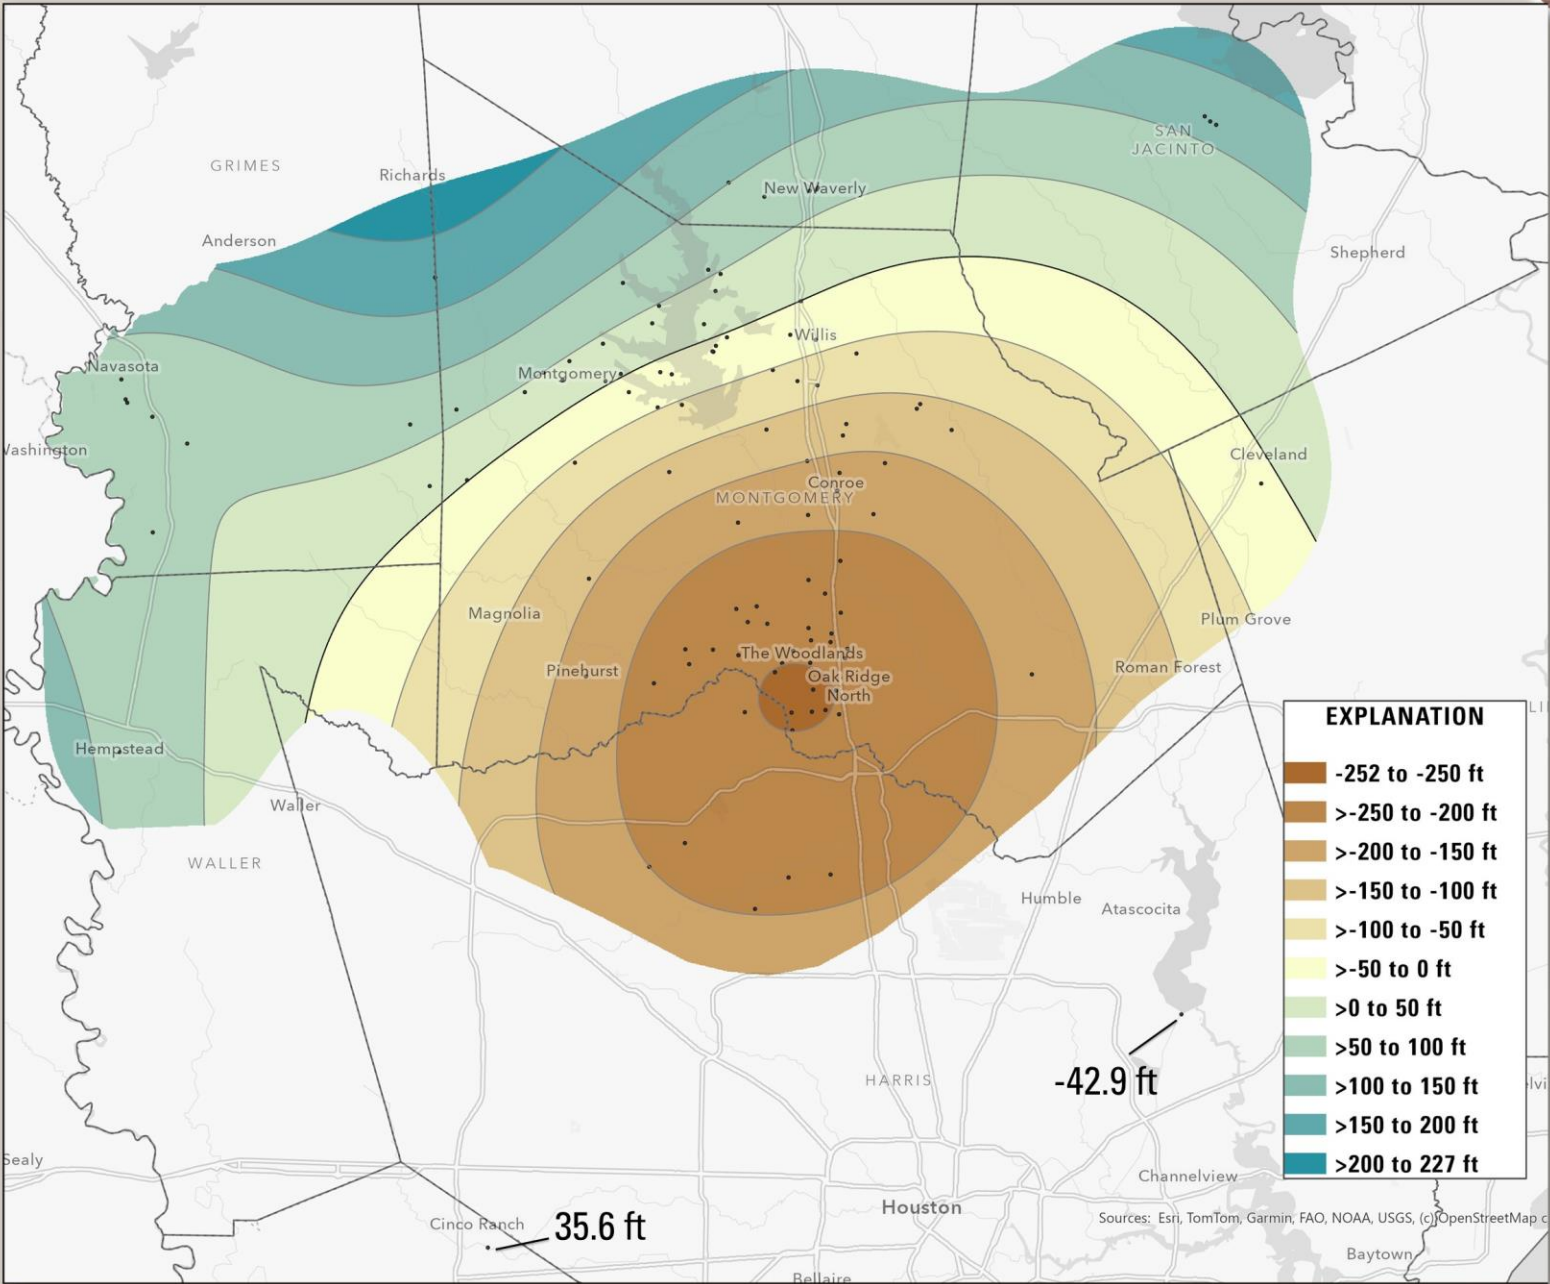 SAN
JACINTO
GRIMES
Richards
New Waverly
Anderson
Shepherd
Willis
Navasota
Montgomery
Washington
Cleveland
Conroe
MONTGOMERY
Magnolia
Plum Grove
The Woodlands
Pinehurst
Roman Forest
Oak Ridge
North
Hempstead
Waller
WALLER
Humble
Atascocita
HARRIS
-42.9 ft
EXPLANATION
-252 to -250 ft
>-250 to -200 ft
>-200 to -150 ft
>-150 to -100 ft
>-100 to -50 ft
>-50 to 0 ft
>0 to 50 ft
>50 to 100 ft
>100 to 150 ft
>150 to 200 ft
>200 to 227 ft
Sealy
Channelview
Houston
Cinco Ranch
35.6 ft
Sources: Esri, TomTom, Garmin, FAO, NOAA, USGS, (c) OpenStreetMap c
Baytown
Bellaire